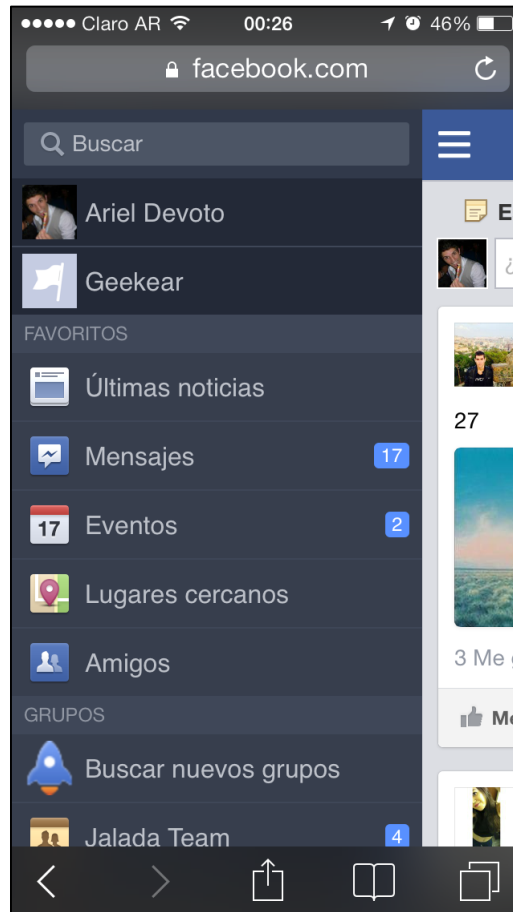 Claro AR 00:26 46%
facebook.com
Buscar
Ariel Devoto
E
Geekear
¿
FAVORITOS
Últimas noticias
27
Mensajes 17
17 Eventos 2
Lugares cercanos
3 Me g
Amigos
GRUPOS
Me
Buscar nuevos grupos
Jalada Team 4